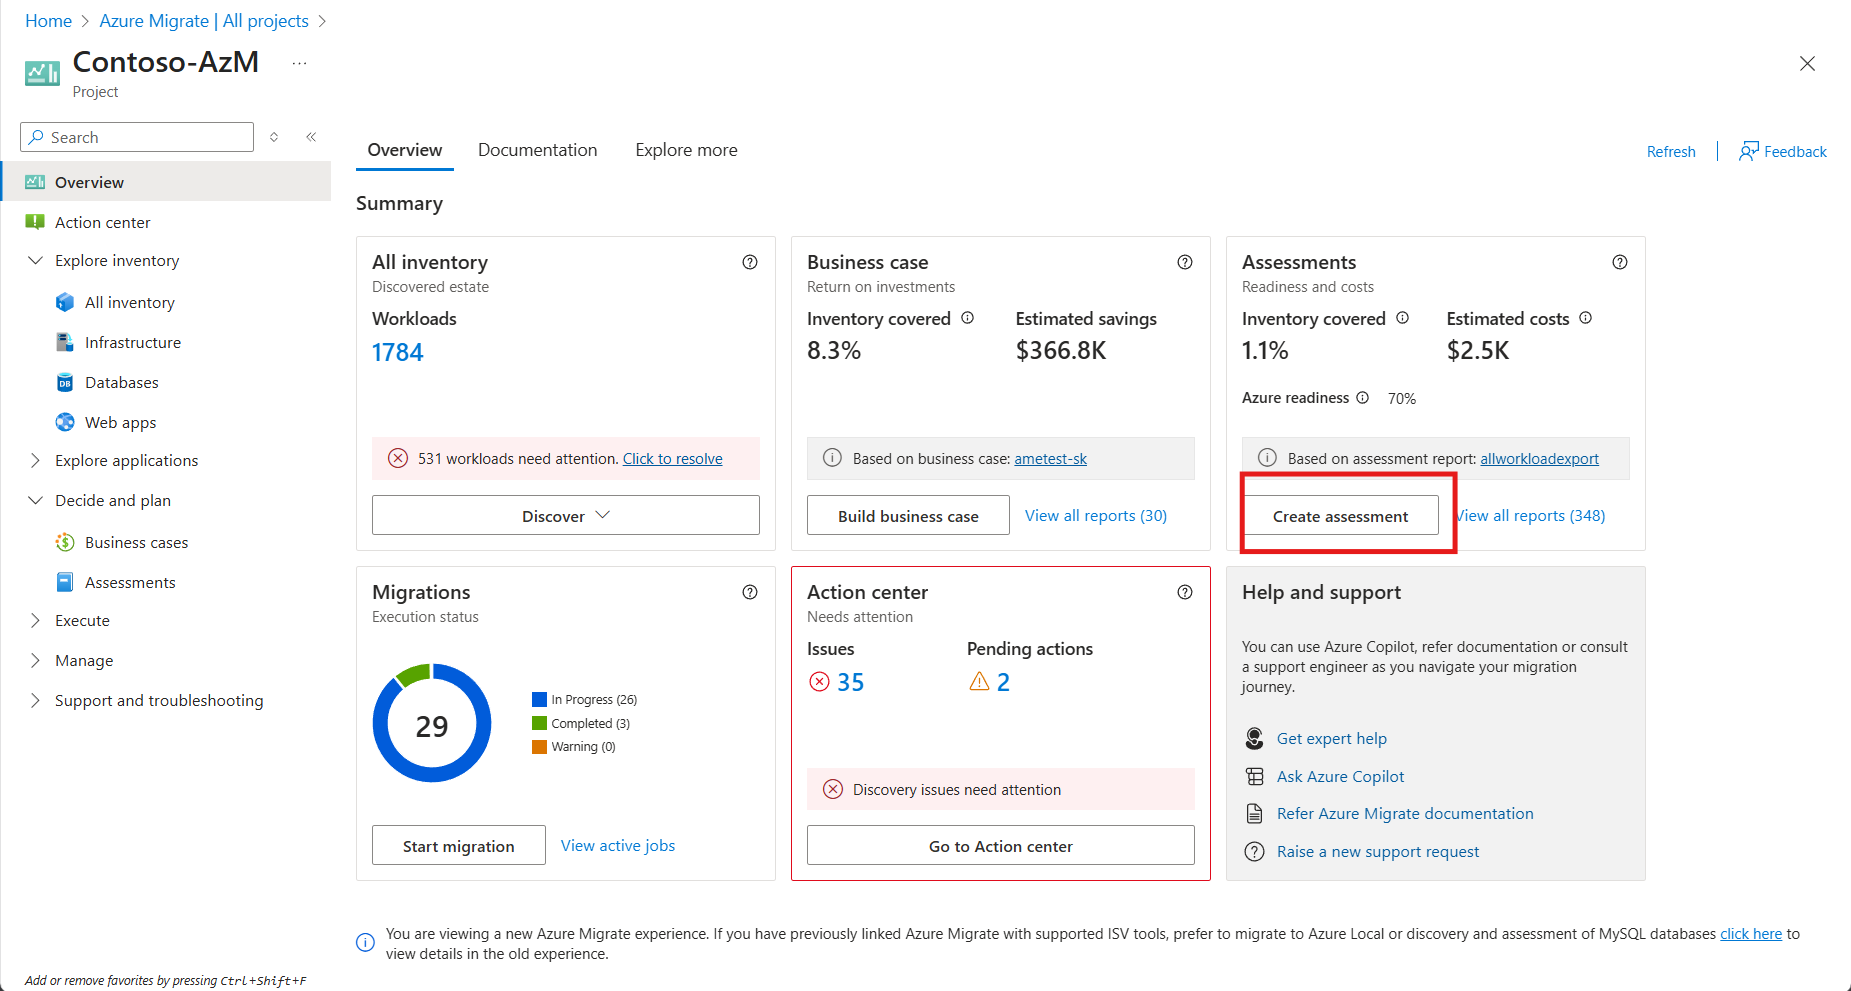 Home > Azure Migrate | All projects >
Contoso-AzM ...
Project
Search
Overview
Action center
Explore inventory
All inventory
Infrastructure
Databases
Web apps
Explore applications
Decide and plan
Business cases
Assessments
Execute
Manage
Support and troubleshooting
Add or remove favorites by pressing Ctrl+Shift+F
Overview Documentation Explore more
Refresh | Feedback
Summary
All inventory
Discovered estate
Workloads
1784
531 workloads need attention. Click to resolve
Discover
Business case
Return on investments
Inventory covered Estimated savings
8.3% $366.8K
Based on business case: ametest-sk
Build business case View all reports (30)
Assessments
Readiness and costs
Inventory covered Estimated costs
1.1% $2.5K
Azure readiness 70%
Based on assessment report: allworkloadexport
Create assessment View all reports (348)
Migrations
Execution status
29
In Progress (26)
Completed (3)
Warning (0)
Start migration View active jobs
Action center
Needs attention
Issues Pending actions
35 2
Discovery issues need attention
Go to Action center
Help and support
You can use Azure Copilot, refer documentation or consult
a support engineer as you navigate your migration
journey.
Get expert help
Ask Azure Copilot
Refer Azure Migrate documentation
Raise a new support request
You are viewing a new Azure Migrate experience. If you have previously linked Azure Migrate with supported ISV tools, prefer to migrate to Azure Local or discovery and assessment of MySQL databases click here to
view details in the old experience.